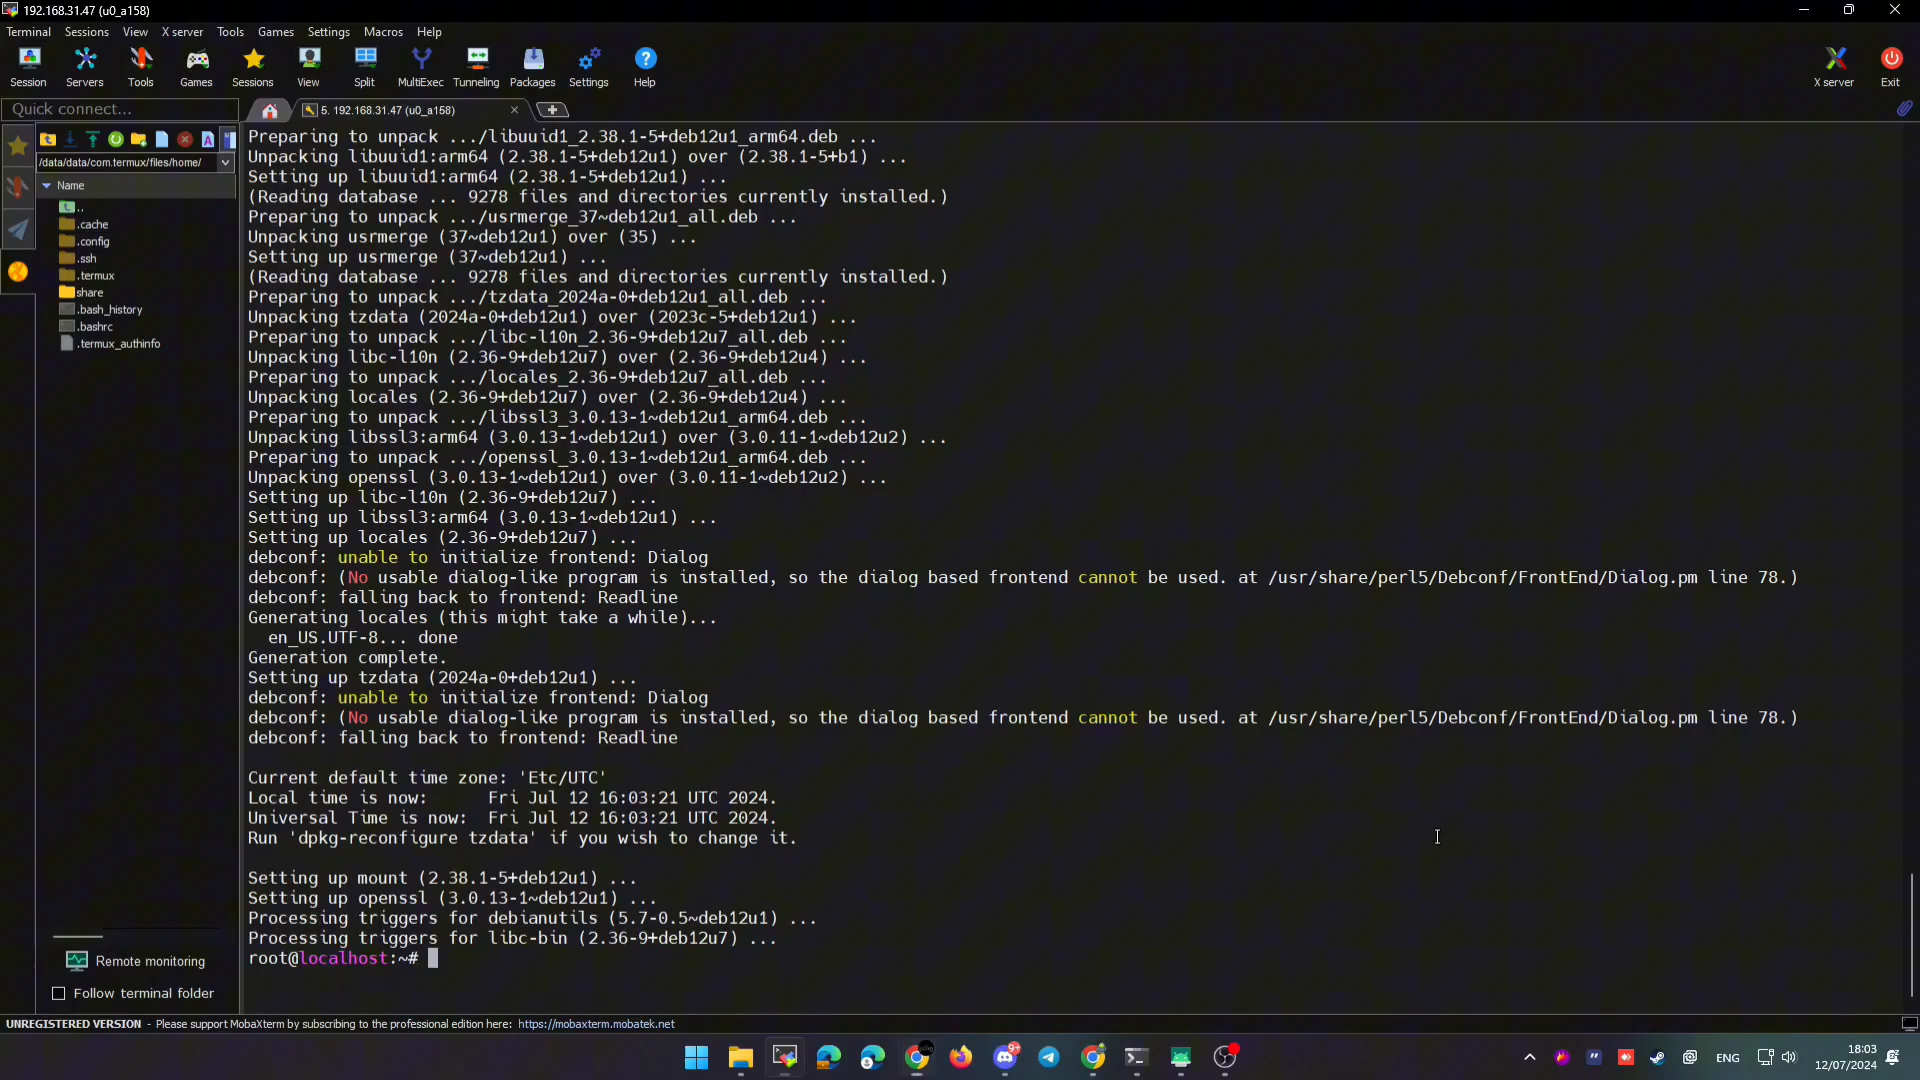 192.168.31.47 (u0_a158)
Terminal Sessions View X server Tools Games Settings Macros Help
Session Servers Tools Games Sessions View Split MultiExec Tunneling Packages Settings Help X server Exit
Quick connect...
5. 192.168.31.47 (u0_a158)
/data/data/com.termux/files/home/
Name
..
.cache
.config
.ssh
.termux
share
.bash_history
.bashrc
.termux_authinfo
Preparing to unpack .../libuuid1_2.38.1-5+deb12u1_arm64.deb ...
Unpacking libuuid1:arm64 (2.38.1-5+deb12u1) over (2.38.1-5+b1) ...
Setting up libuuid1:arm64 (2.38.1-5+deb12u1) ...
(Reading database ... 9278 files and directories currently installed.)
Preparing to unpack .../usrmerge_37~deb12u1_all.deb ...
Unpacking usrmerge (37~deb12u1) over (35) ...
Setting up usrmerge (37~deb12u1) ...
(Reading database ... 9278 files and directories currently installed.)
Preparing to unpack .../tzdata_2024a-0+deb12u1_all.deb ...
Unpacking tzdata (2024a-0+deb12u1) over (2023c-5+deb12u1) ...
Preparing to unpack .../libc-l10n_2.36-9+deb12u7_all.deb ...
Unpacking libc-l10n (2.36-9+deb12u7) over (2.36-9+deb12u4) ...
Preparing to unpack .../locales_2.36-9+deb12u7_all.deb ...
Unpacking locales (2.36-9+deb12u7) over (2.36-9+deb12u4) ...
Preparing to unpack .../libssl3_3.0.13-1~deb12u1_arm64.deb ...
Unpacking libssl3:arm64 (3.0.13-1~deb12u1) over (3.0.11-1~deb12u2) ...
Preparing to unpack .../openssl_3.0.13-1~deb12u1_arm64.deb ...
Unpacking openssl (3.0.13-1~deb12u1) over (3.0.11-1~deb12u2) ...
Setting up libc-l10n (2.36-9+deb12u7) ...
Setting up libssl3:arm64 (3.0.13-1~deb12u1) ...
Setting up locales (2.36-9+deb12u7) ...
debconf: unable to initialize frontend: Dialog
debconf: (No usable dialog-like program is installed, so the dialog based frontend cannot be used. at /usr/share/perl5/Debconf/FrontEnd/Dialog.pm line 78.)
debconf: falling back to frontend: Readline
Generating locales (this might take a while)...
en_US.UTF-8... done
Generation complete.
Setting up tzdata (2024a-0+deb12u1) ...
debconf: unable to initialize frontend: Dialog
debconf: (No usable dialog-like program is installed, so the dialog based frontend cannot be used. at /usr/share/perl5/Debconf/FrontEnd/Dialog.pm line 78.)
debconf: falling back to frontend: Readline
Current default time zone: 'Etc/UTC'
Local time is now:      Fri Jul 12 16:03:21 UTC 2024.
Universal Time is now:  Fri Jul 12 16:03:21 UTC 2024.
Run 'dpkg-reconfigure tzdata' if you wish to change it.
Setting up mount (2.38.1-5+deb12u1) ...
Setting up openssl (3.0.13-1~deb12u1) ...
Processing triggers for debianutils (5.7-0.5~deb12u1) ...
Processing triggers for libc-bin (2.36-9+deb12u7) ...
root@localhost:~#
Remote monitoring
Follow terminal folder
UNREGISTERED VERSION - Please support MobaXterm by subscribing to the professional edition here: https://mobaxterm.mobatek.net
9+
ENG
18:03
12/07/2024